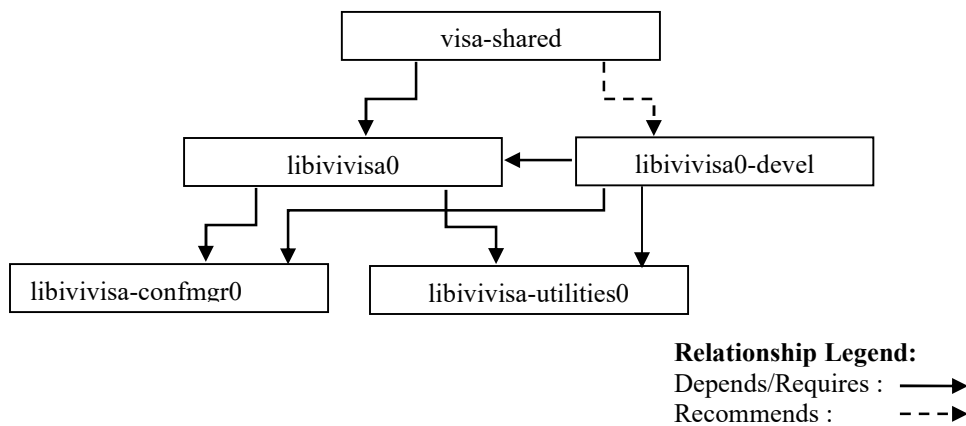 visa-shared
libivivisa0
libivivisa0-devel
libivivisa-confmgr0
libivivisa-utilities0
Relationship Legend:
Depends/Requires :
Recommends :